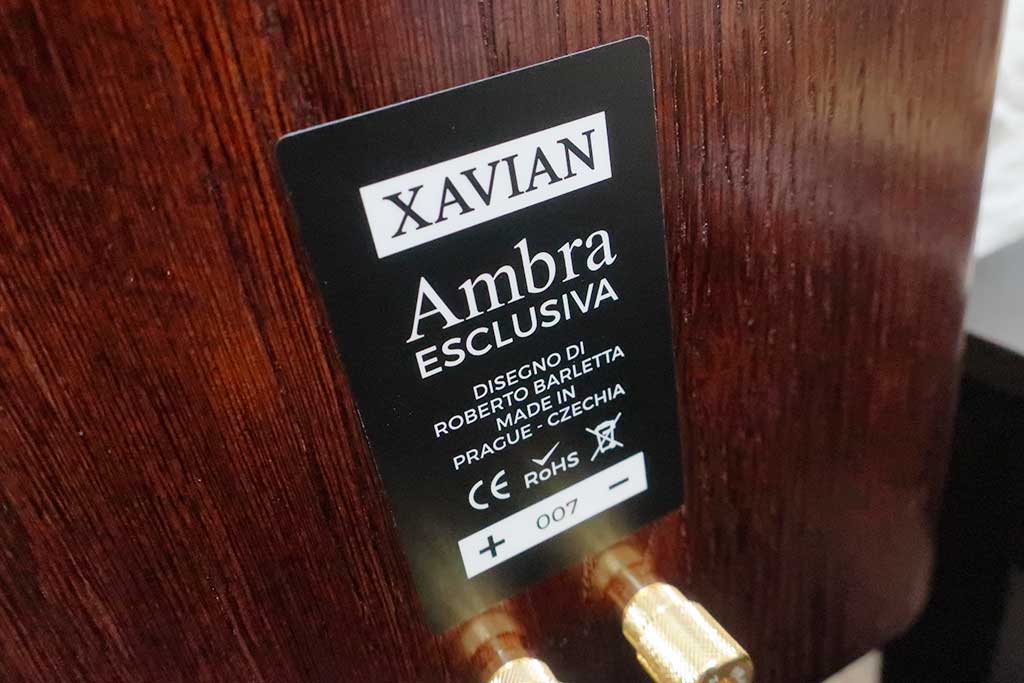 XAVIAN
Ambra
ESCLUSIVA
DISEGNO DI
ROBERTO BARLETTA
MADE IN
PRAGUE - CZECHIA
CE RoHS
+ 007 -